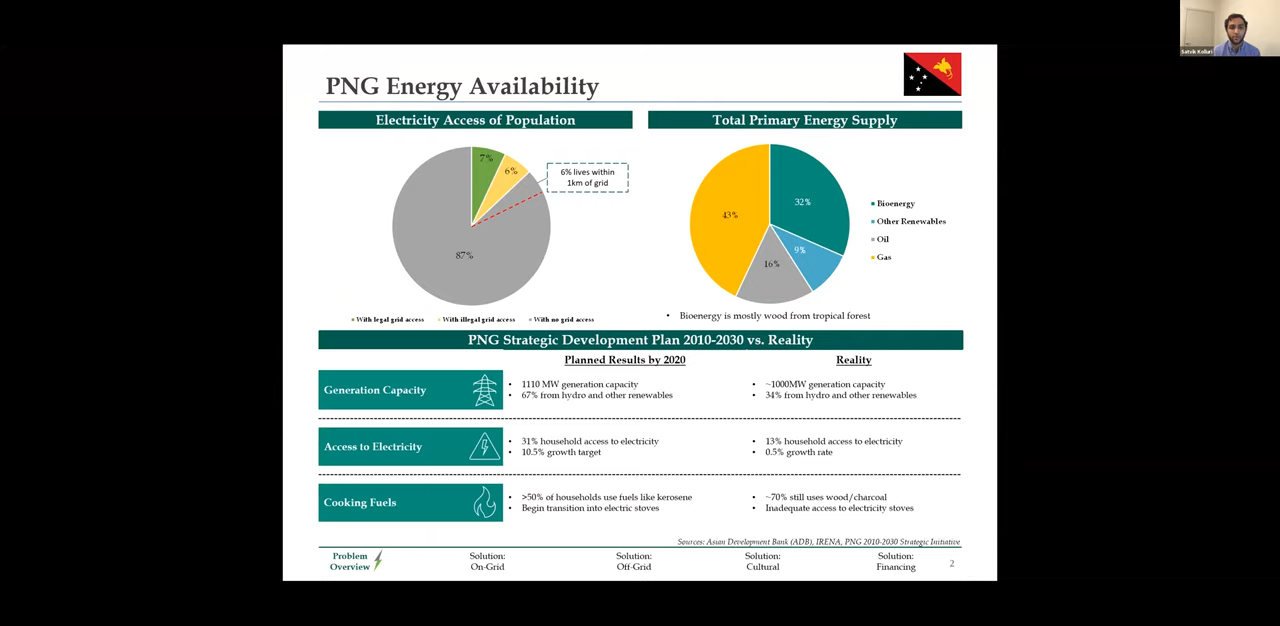 Satvik Kolluri
PNG Energy Availability
Electricity Access of Population
7%
6%
6% lives within
1km of grid
87%
With legal grid access
With illegal grid access
With no grid access
Total Primary Energy Supply
43%
32%
9%
16%
Bioenergy
Other Renewables
Oil
Gas
• Bioenergy is mostly wood from tropical forest
PNG Strategic Development Plan 2010-2030 vs. Reality
Planned Results by 2020
Reality
Generation Capacity
• 1110 MW generation capacity
• 67% from hydro and other renewables
• ~1000MW generation capacity
• 34% from hydro and other renewables
Access to Electricity
• 31% household access to electricity
• 10.5% growth target
• 13% household access to electricity
• 0.5% growth rate
Cooking Fuels
• >50% of households use fuels like kerosene
• Begin transition into electric stoves
• ~70% still uses wood/charcoal
• Inadequate access to electricity stoves
Sources: Asian Development Bank (ADB), IRENA, PNG 2010-2030 Strategic Initiative
Problem
Overview
Solution:
On-Grid
Solution:
Off-Grid
Solution:
Cultural
Solution:
Financing
2